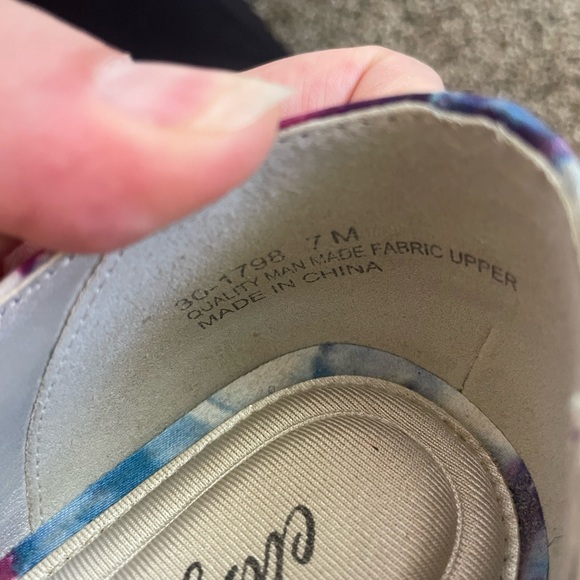 30-1798 7 M
QUALITY MAN MADE FABRIC UPPER
MADE IN CHINA